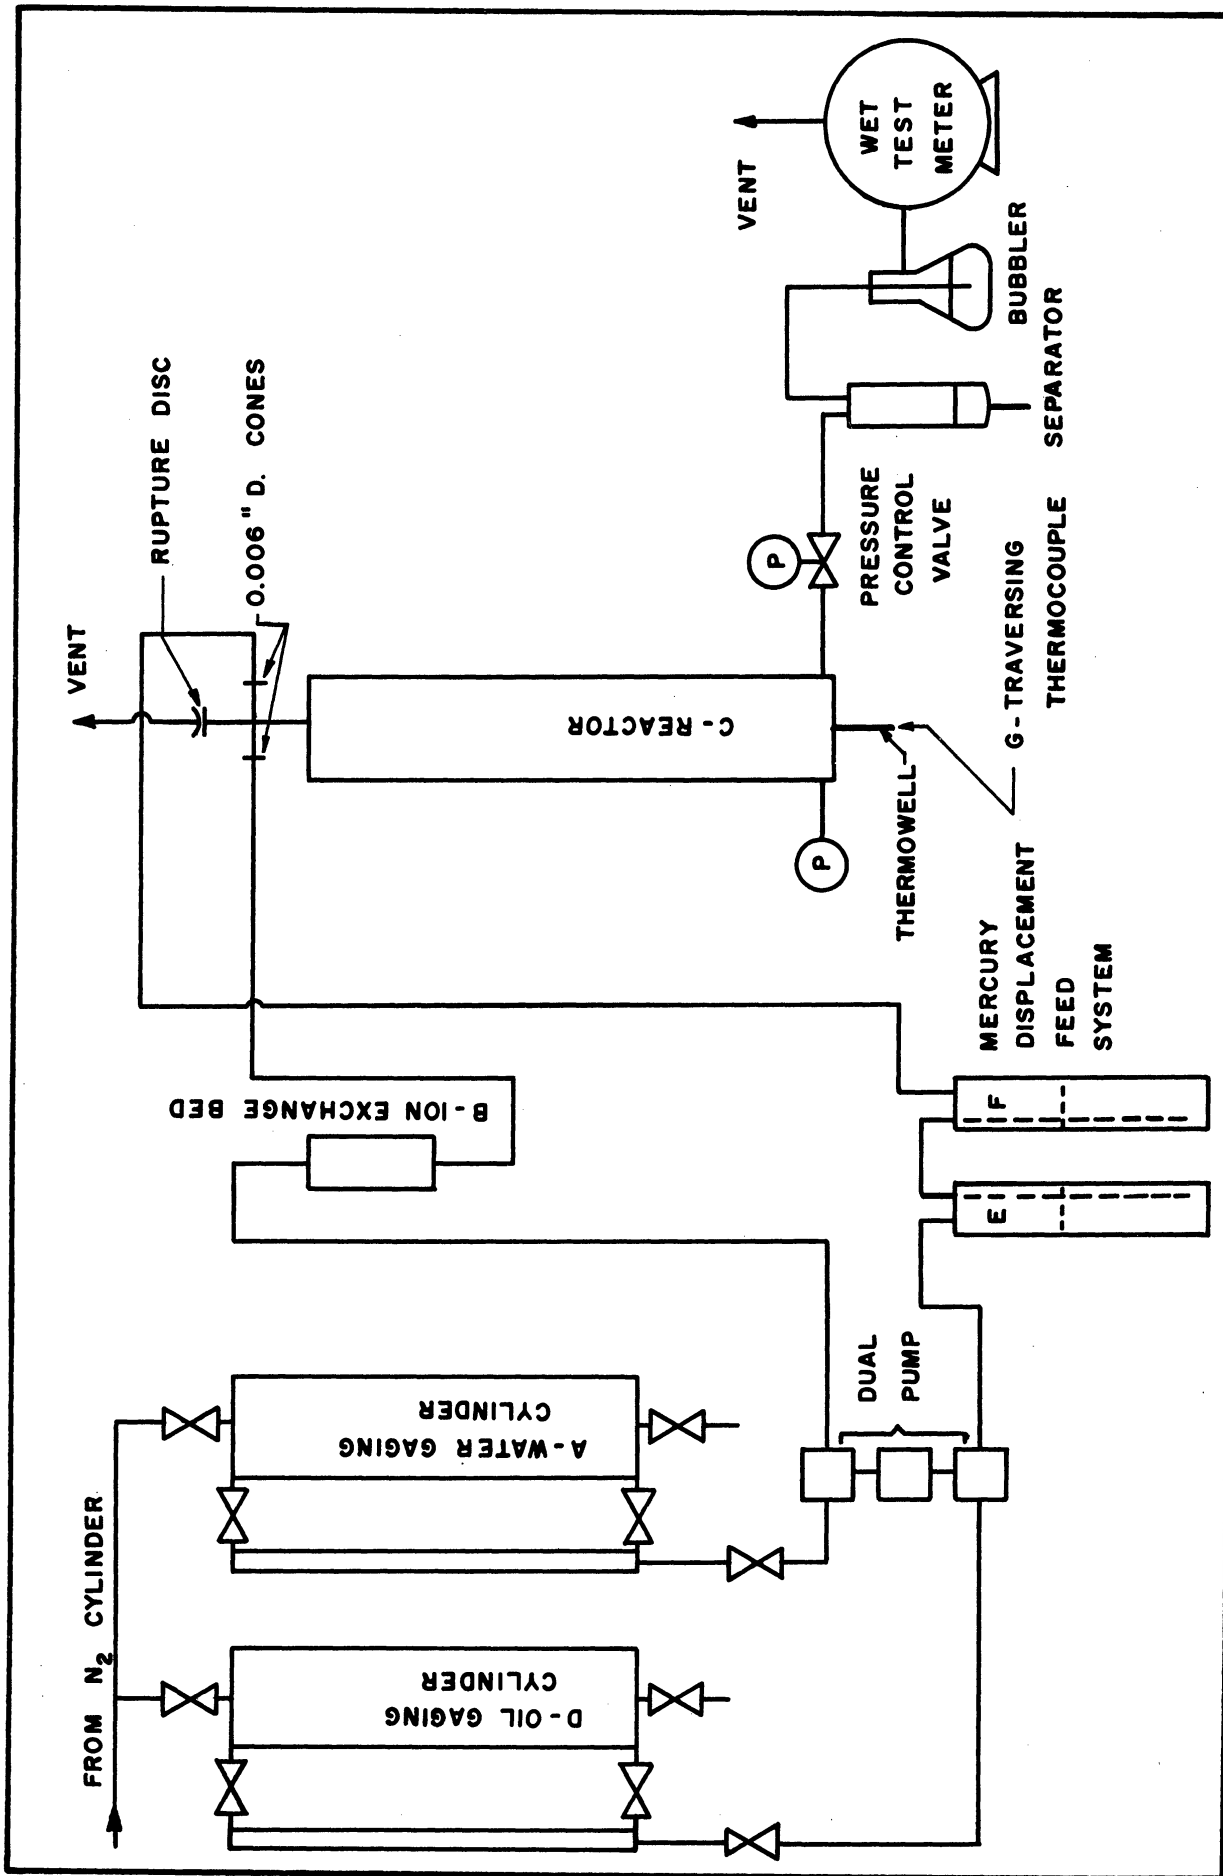 FROM N2 CYLINDER
D-OIL GAGING
CYLINDER
A-WATER GAGING
CYLINDER
DUAL
PUMP
B-ION EXCHANGE BED
E
F
MERCURY
DISPLACEMENT
FEED
SYSTEM
VENT
RUPTURE DISC
0.006" D. CONES
C-REACTOR
P
THERMOWELL
G-TRAVERSING
THERMOCOUPLE
P
PRESSURE
CONTROL
VALVE
SEPARATOR
BUBBLER
VENT
WET
TEST
METER